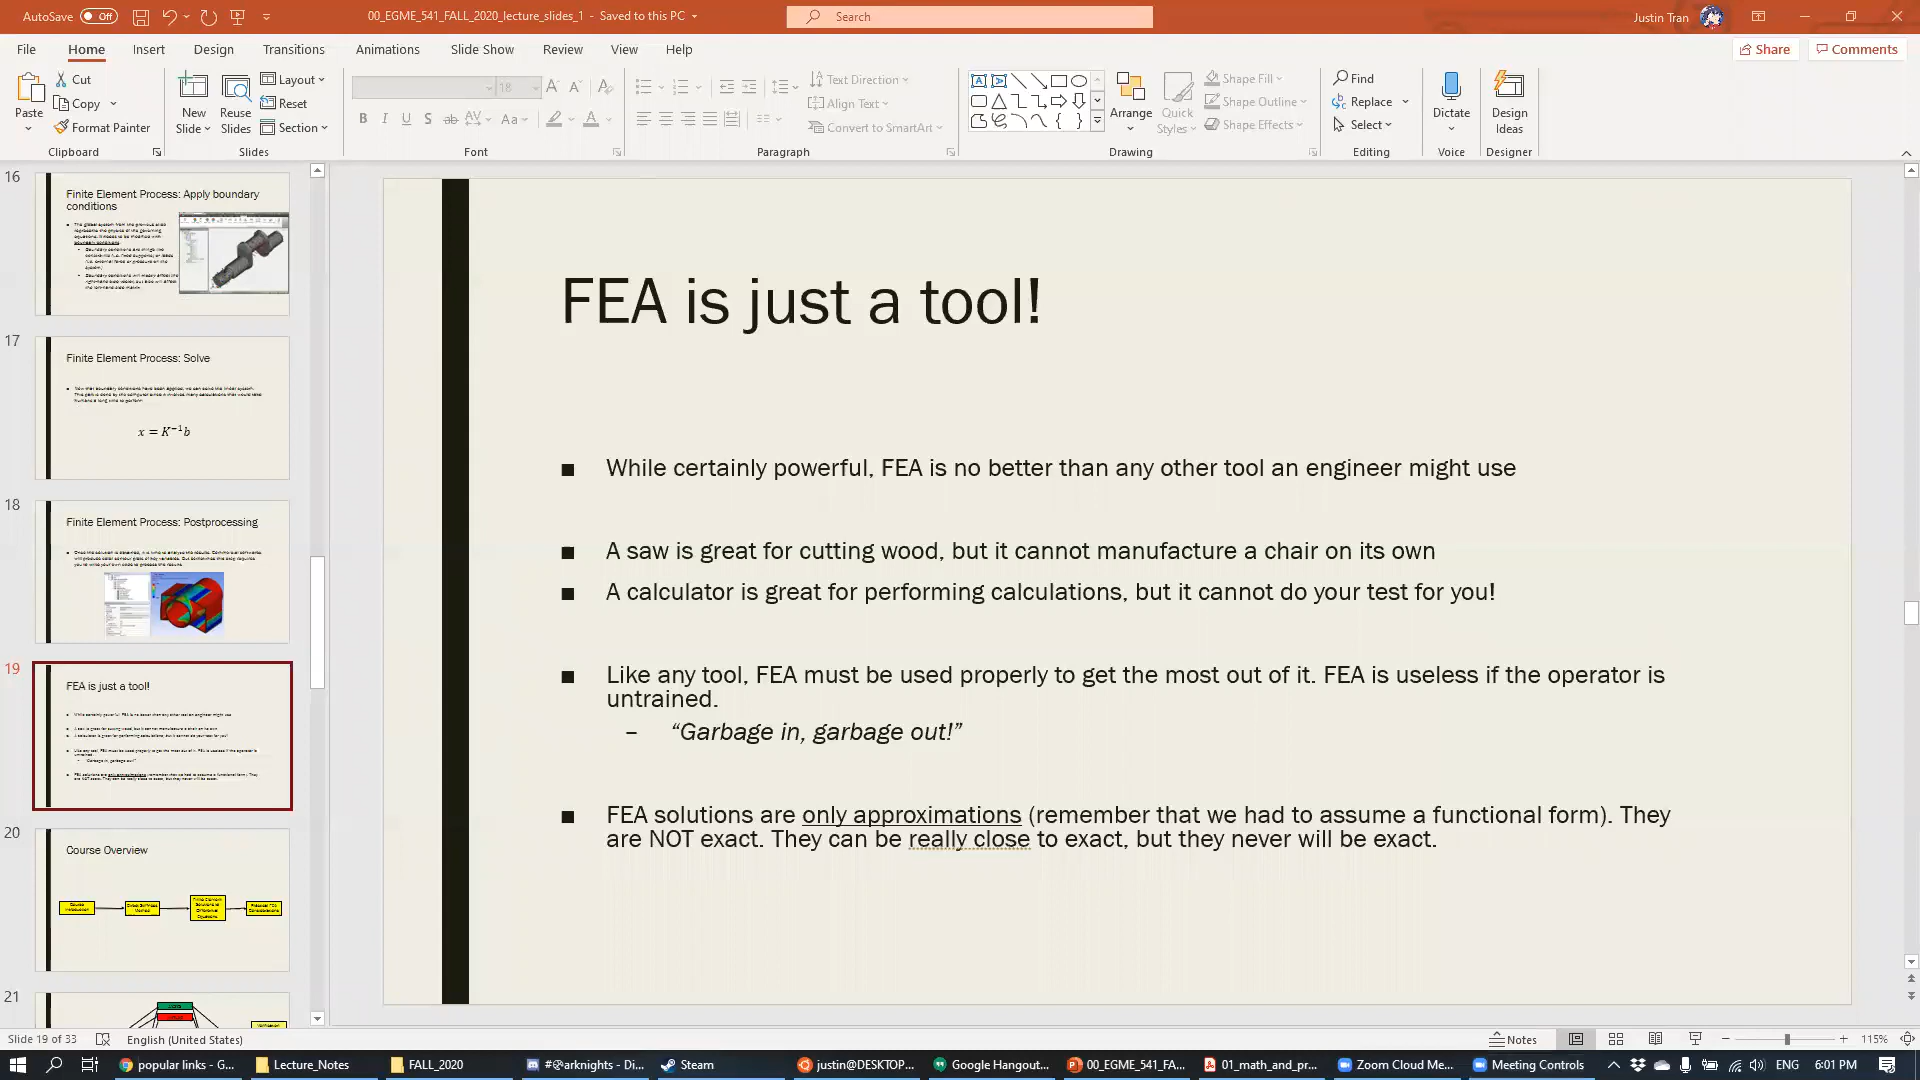 AutoSave Off
00_EGME_541_FALL_2020_lecture_slides_1 - Saved to this PC
Search
Justin Tran
File Home Insert Design Transitions Animations Slide Show Review View Help
Share Comments
Paste
Cut
Copy
Format Painter
Clipboard
New Slide
Reuse Slides
Layout
Reset
Section
Slides
18
Font
Text Direction
Align Text
Convert to SmartArt
Paragraph
Arrange
Quick Styles
Shape Fill
Shape Outline
Shape Effects
Drawing
Find
Replace
Select
Editing
Dictate
Voice
Design Ideas
Designer
16
Finite Element Process: Apply boundary
conditions
17
Finite Element Process: Solve
x = K⁻¹b
18
Finite Element Process: Postprocessing
19
FEA is just a tool!
20
Course Overview
21
FEA is just a tool!
While certainly powerful, FEA is no better than any other tool an engineer might use
A saw is great for cutting wood, but it cannot manufacture a chair on its own
A calculator is great for performing calculations, but it cannot do your test for you!
Like any tool, FEA must be used properly to get the most out of it. FEA is useless if the operator is
untrained.
– “Garbage in, garbage out!”
FEA solutions are only approximations (remember that we had to assume a functional form). They
are NOT exact. They can be really close to exact, but they never will be exact.
Slide 19 of 33 English (United States)
Notes 115%
popular links - G... Lecture_Notes FALL_2020 #🎯arknights - Di... Steam justin@DESKTOP... Google Hangout... 00_EGME_541_FA... 01_math_and_pr... Zoom Cloud Me... Meeting Controls ENG 6:01 PM